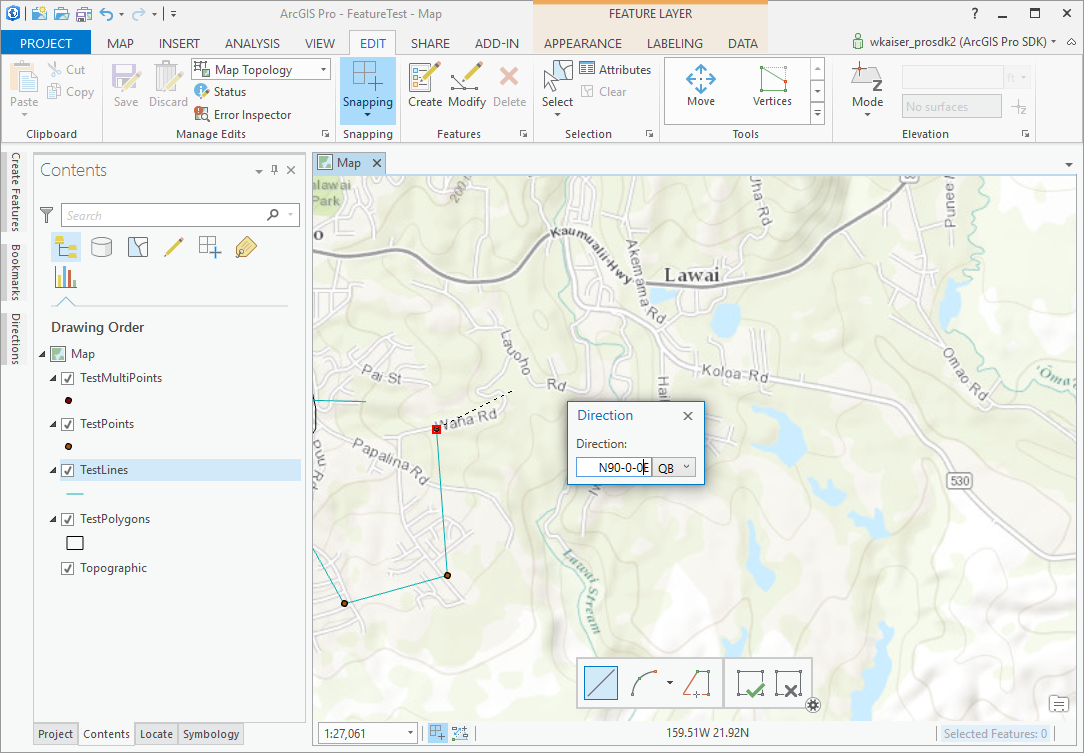 ArcGIS Pro - FeatureTest - Map
FEATURE LAYER
?
PROJECT
MAP
INSERT
ANALYSIS
VIEW
EDIT
SHARE
ADD-IN
APPEARANCE
LABELING
DATA
wkaiser_prosdk2 (ArcGIS Pro SDK)
Paste
Cut
Copy
Clipboard
Save
Discard
Map Topology
Status
Error Inspector
Manage Edits
Snapping
Snapping
Create
Modify
Delete
Features
Select
Attributes
Clear
Selection
Move
Vertices
Tools
Mode
ft
No surfaces
Elevation
Create Features
Bookmarks
Directions
Contents
Search
Drawing Order
Map
TestMultiPoints
TestPoints
TestLines
TestPolygons
Topographic
Project
Contents
Locate
Symbology
Map
alawai
Park
200
o
Kaumualii-Hwy
Akemama Rd
Uha-Rd
Punee
Lawai
Lauoho Rd
Pai St
Koloa-Rd
Omao Rd
Waha Rd
Papalina Rd
Puu Rd
530
Lawai
Stream
Direction
Direction:
N90-0-0E
QB
1:27,061
159.51W 21.92N
Selected Features: 0